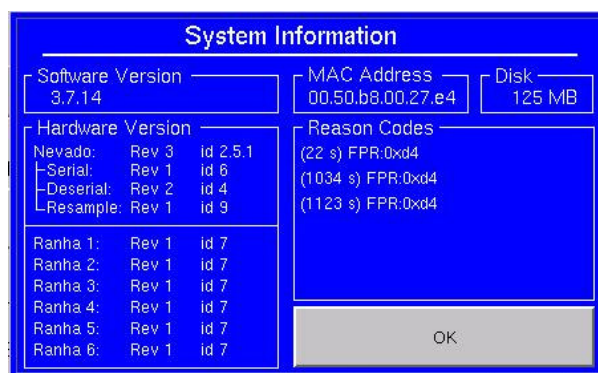 System Information
Software Version
3.7.14
MAC Address
00.50.b8.00.27.e4
Disk
125 MB
Hardware Version
Nevado: Rev 3 id 2.5.1
Serial: Rev 1 id 6
Deserial: Rev 2 id 4
Resample: Rev 1 id 9
Ranha 1: Rev 1 id 7
Ranha 2: Rev 1 id 7
Ranha 3: Rev 1 id 7
Ranha 4: Rev 1 id 7
Ranha 5: Rev 1 id 7
Ranha 6: Rev 1 id 7
Reason Codes
(22 s) FPR:0xd4
(1034 s) FPR:0xd4
(1123 s) FPR:0xd4
OK